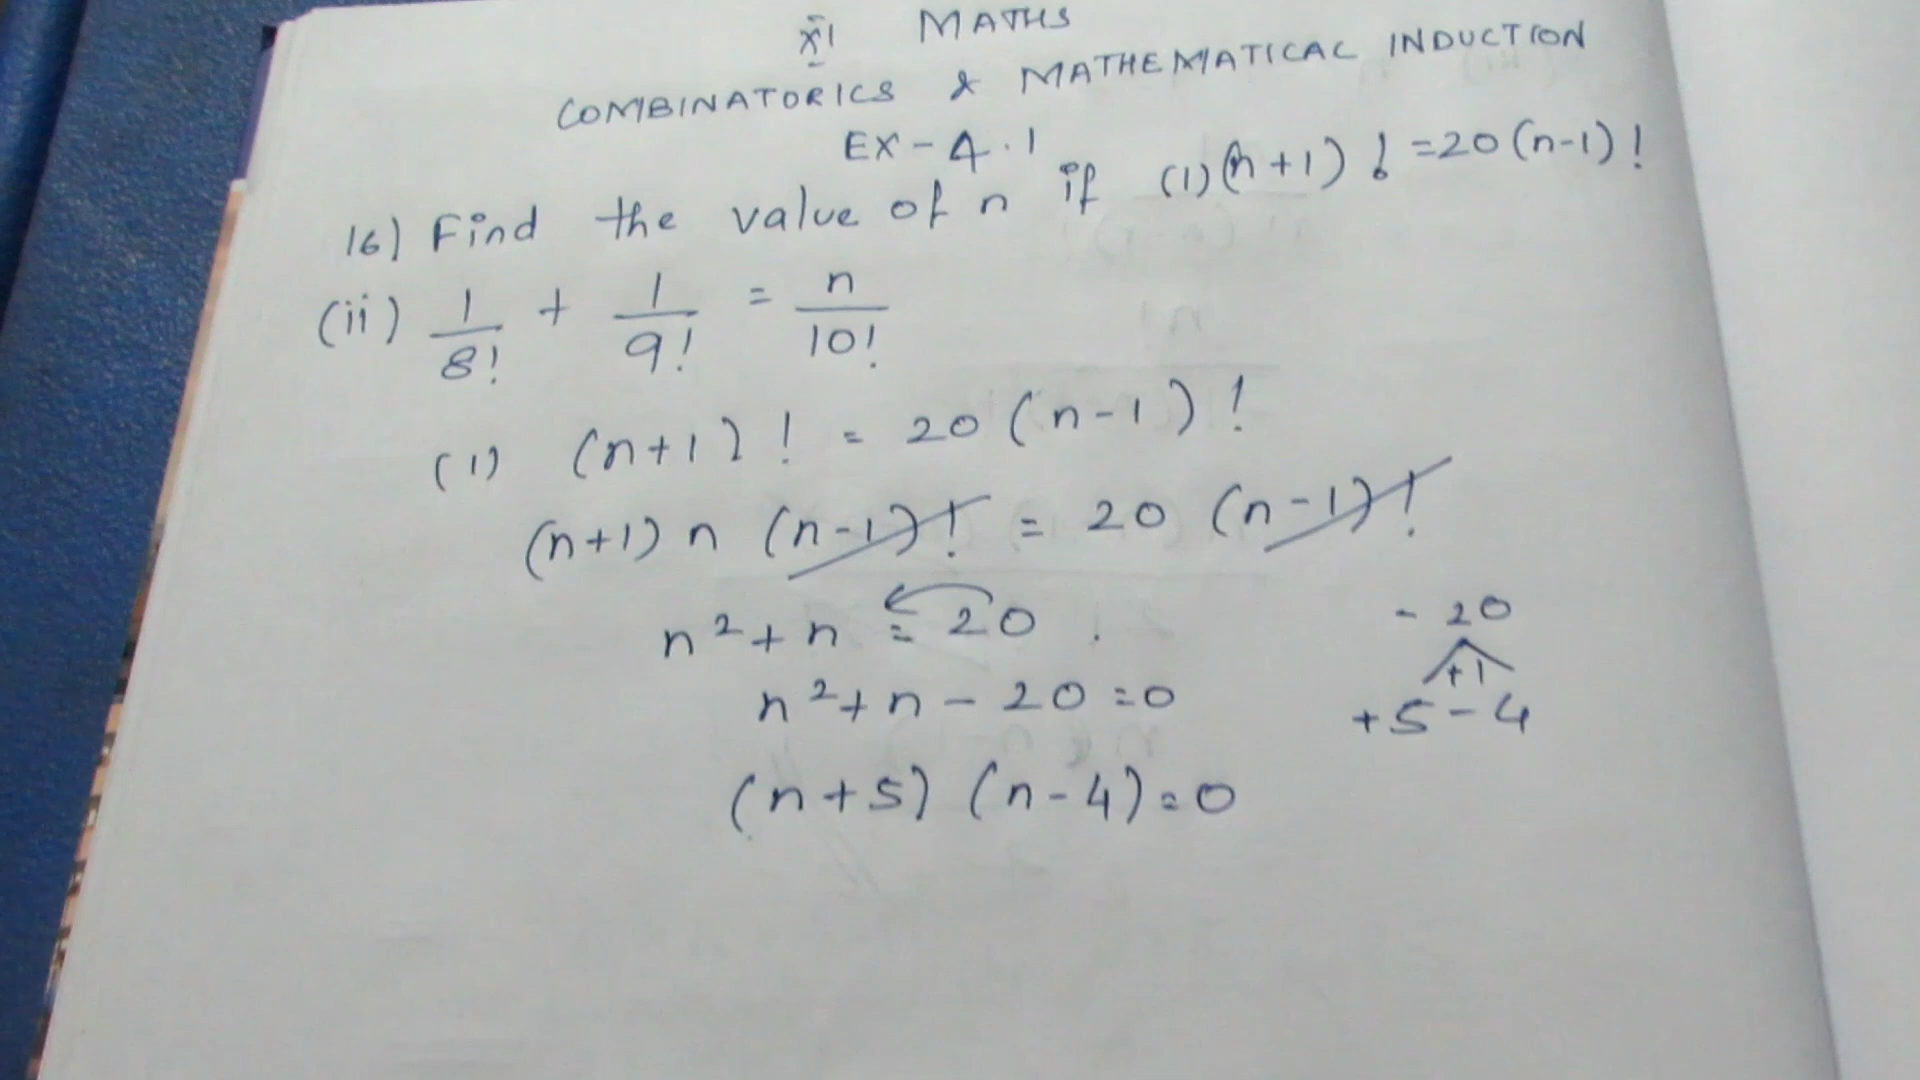 XI MATHS
COMBINATORICS & MATHEMATICAL INDUCTION
EX - 4.1
16) Find the value of n if (1) (n+1)! = 20(n-1)!
(ii) 1/8! + 1/9! = n/10!
(1) (n+1)! = 20(n-1)!
(n+1) n (n-1)! = 20 (n-1)!
n² + n = 20 .
n² + n - 20 = 0
(n+5) (n-4) = 0
- 20
+1
+5 - 4